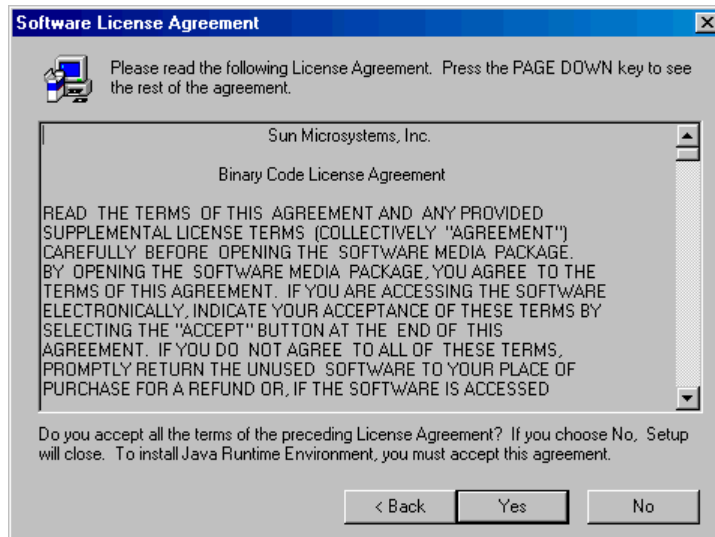 Software License Agreement
Please read the following License Agreement. Press the PAGE DOWN key to see
the rest of the agreement.
Sun Microsystems, Inc.
Binary Code License Agreement
READ THE TERMS OF THIS AGREEMENT AND ANY PROVIDED
SUPPLEMENTAL LICENSE TERMS (COLLECTIVELY "AGREEMENT")
CAREFULLY BEFORE OPENING THE SOFTWARE MEDIA PACKAGE.
BY OPENING THE SOFTWARE MEDIA PACKAGE, YOU AGREE TO THE
TERMS OF THIS AGREEMENT. IF YOU ARE ACCESSING THE SOFTWARE
ELECTRONICALLY, INDICATE YOUR ACCEPTANCE OF THESE TERMS BY
SELECTING THE "ACCEPT" BUTTON AT THE END OF THIS
AGREEMENT. IF YOU DO NOT AGREE TO ALL OF THESE TERMS,
PROMPTLY RETURN THE UNUSED SOFTWARE TO YOUR PLACE OF
PURCHASE FOR A REFUND OR, IF THE SOFTWARE IS ACCESSED
Do you accept all the terms of the preceding License Agreement? If you choose No, Setup
will close. To install Java Runtime Environment, you must accept this agreement.
< Back Yes No